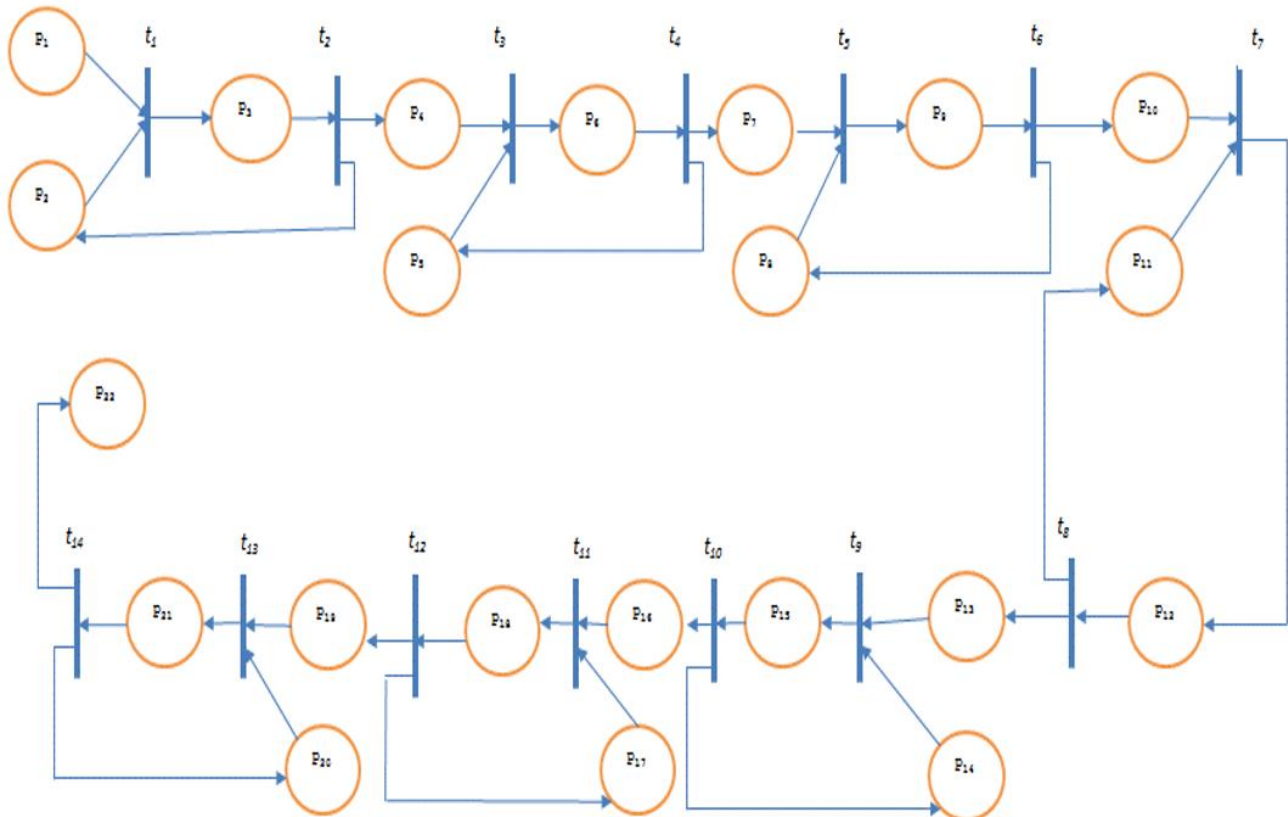 P₁
t₁
t₂
t₃
t₄
t₅
t₆
t₇
P₃
P₄
P₆
P₇
P₉
P₁₀
P₂
P₅
P₈
P₁₁
P₂₂
t₁₄
t₁₃
t₁₂
t₁₁
t₁₀
t₉
t₈
P₂₁
P₁₉
P₁₈
P₁₆
P₁₅
P₁₃
P₁₂
P₂₀
P₁₇
P₁₄